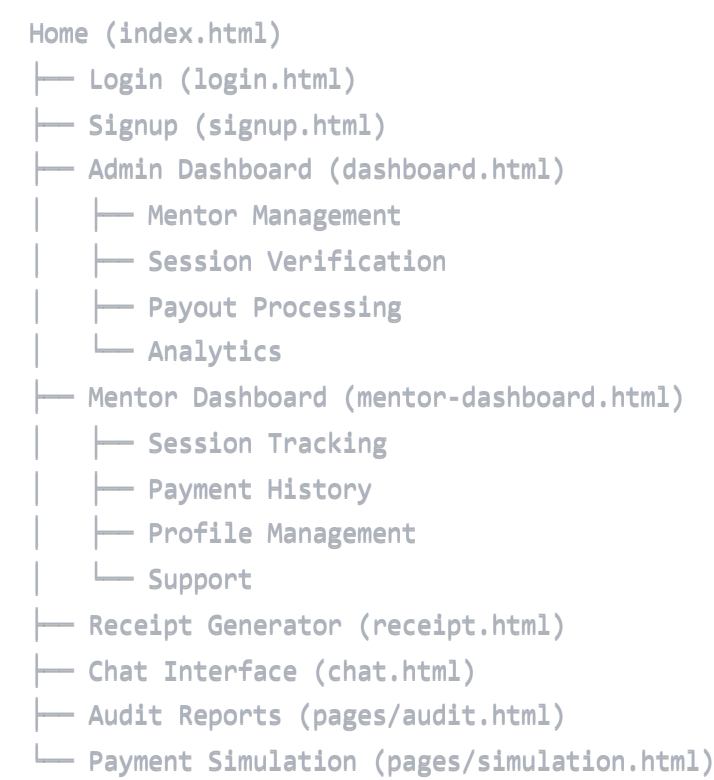 Home (index.html)
├── Login (login.html)
├── Signup (signup.html)
├── Admin Dashboard (dashboard.html)
│   ├── Mentor Management
│   ├── Session Verification
│   ├── Payout Processing
│   └── Analytics
├── Mentor Dashboard (mentor-dashboard.html)
│   ├── Session Tracking
│   ├── Payment History
│   ├── Profile Management
│   └── Support
├── Receipt Generator (receipt.html)
├── Chat Interface (chat.html)
├── Audit Reports (pages/audit.html)
└── Payment Simulation (pages/simulation.html)